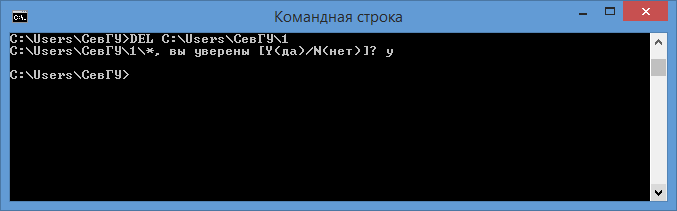 Командная строка
C:\Users\СевГУ>DEL C:\Users\СевГУ\1
C:\Users\СевГУ\1\*, вы уверены [Y(да)/N(нет)]? y
C:\Users\СевГУ>